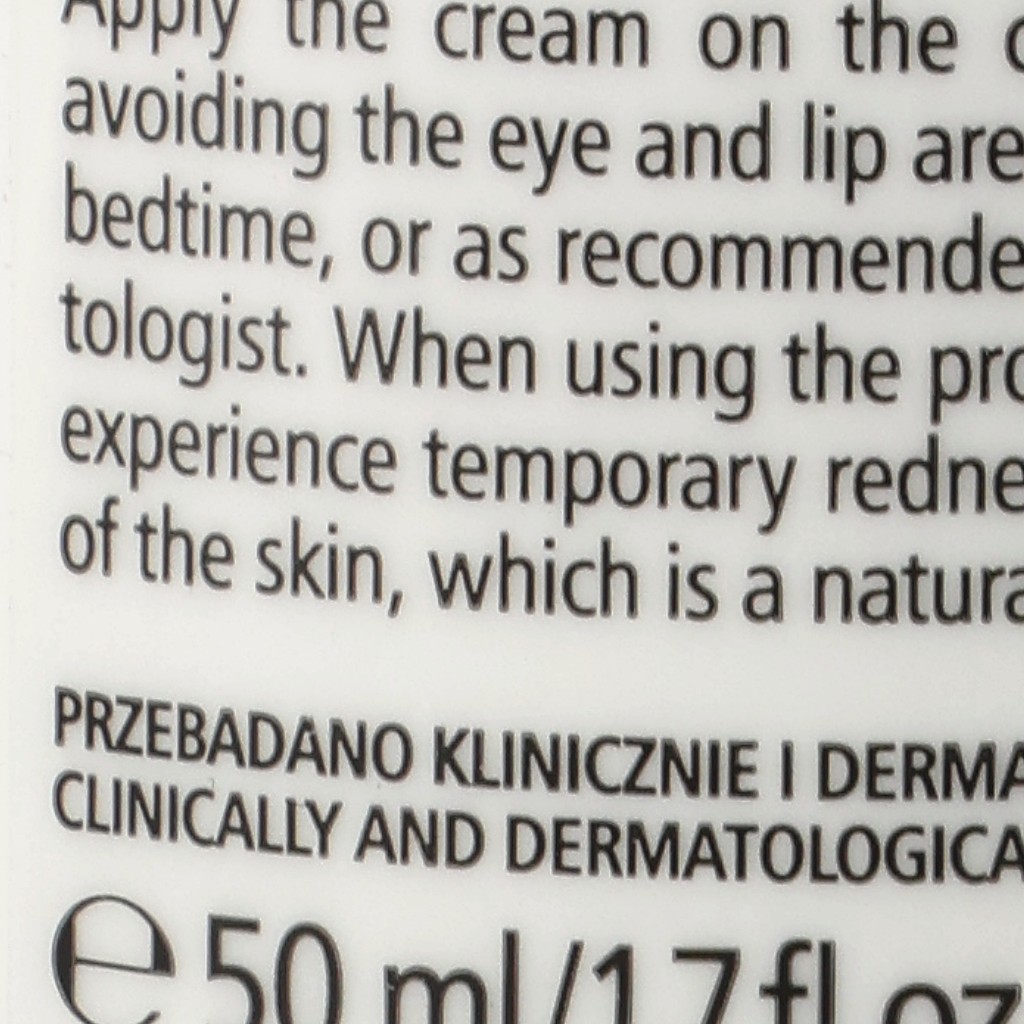 Apply the cream on the
avoiding the eye and lip are
bedtime, or as recommende
tologist. When using the pro
experience temporary redne
of the skin, which is a natura
PRZEBADANO KLINICZNIE I DERMA
CLINICALLY AND DERMATOLOGICA
℮ 50 ml/1.7 fl oz